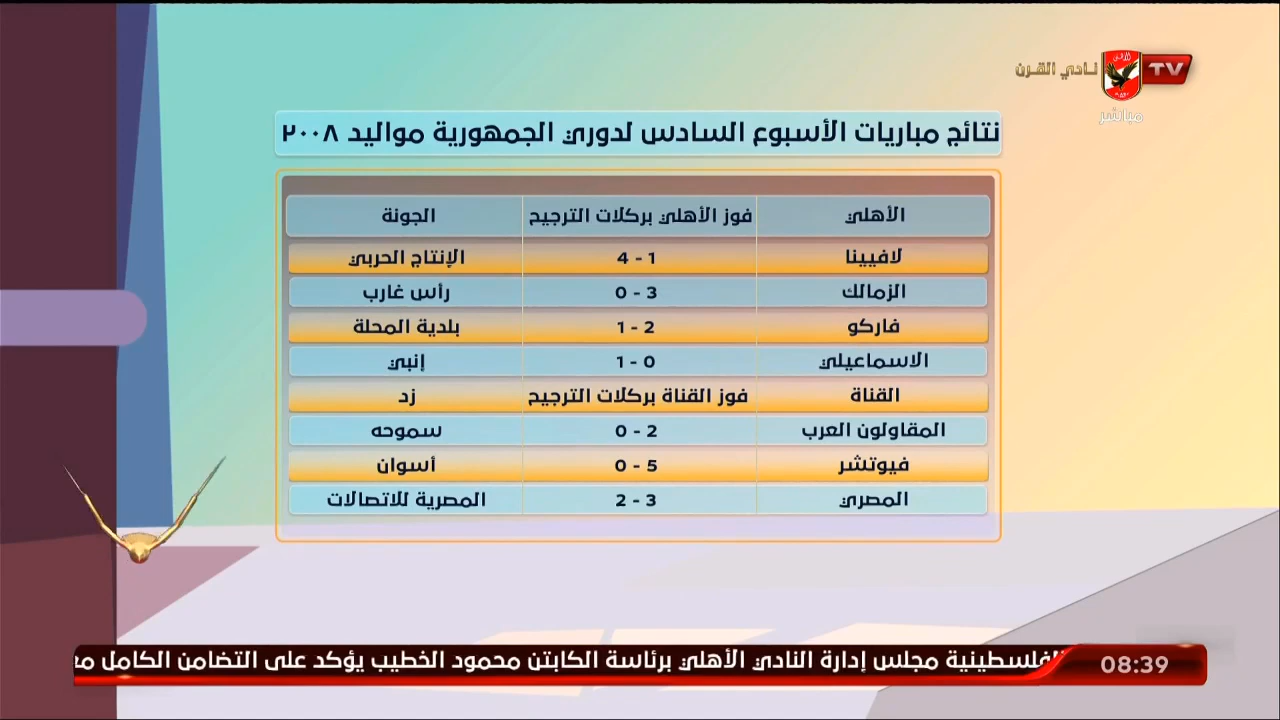 نادي القرن TV
مباشر
نتائج مباريات الأسبوع السادس لدوري الجمهورية مواليد ٢٠٠٨
الأهلي فوز الأهلي بركلات الترجيح الجونة
لافيينا 4 - 1 الإنتاج الحربي
الزمالك 0 - 3 رأس غارب
فاركو 1 - 2 بلدية المحلة
الاسماعيلي 1 - 0 إنبي
القناة فوز القناة بركلات الترجيح زد
المقاولون العرب 0 - 2 سموحه
فيوتشر 0 - 5 أسوان
المصري 2 - 3 المصرية للاتصالات
08:39 الفلسطينية مجلس إدارة النادي الأهلي برئاسة الكابتن محمود الخطيب يؤكد على التضامن الكامل مع